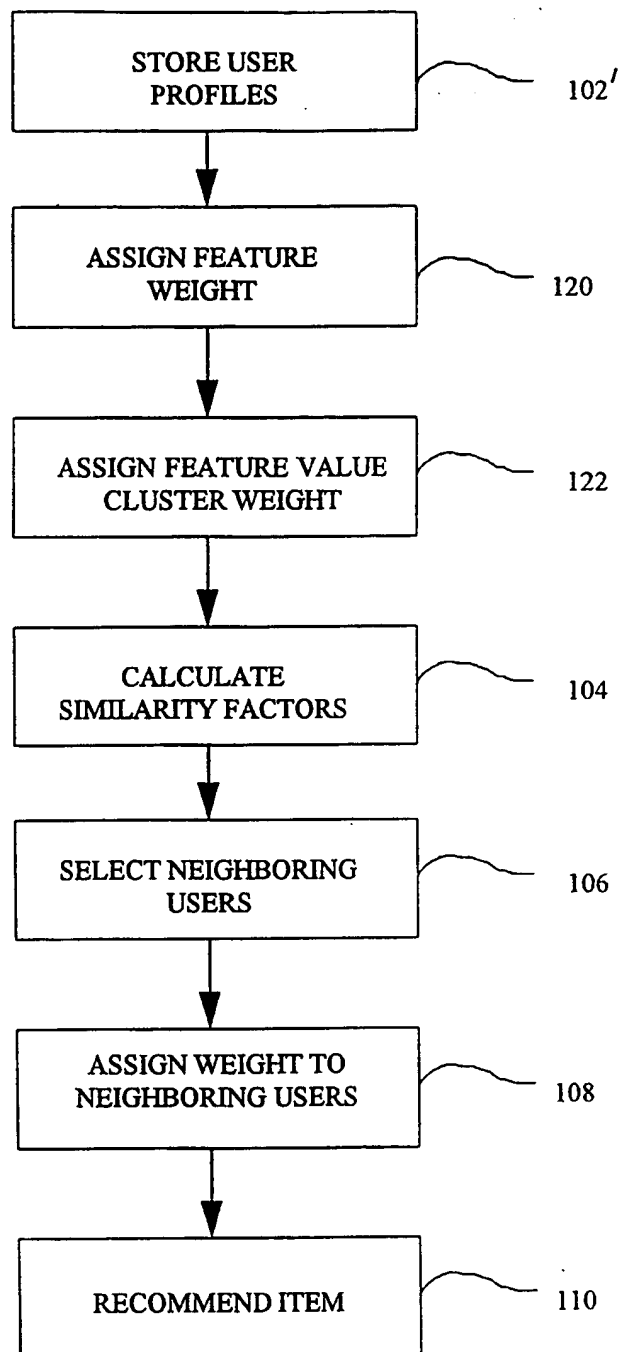 STORE USER
PROFILES
102'
ASSIGN FEATURE
WEIGHT
120
ASSIGN FEATURE VALUE
CLUSTER WEIGHT
122
CALCULATE
SIMILARITY FACTORS
104
SELECT NEIGHBORING
USERS
106
ASSIGN WEIGHT TO
NEIGHBORING USERS
108
RECOMMEND ITEM
110